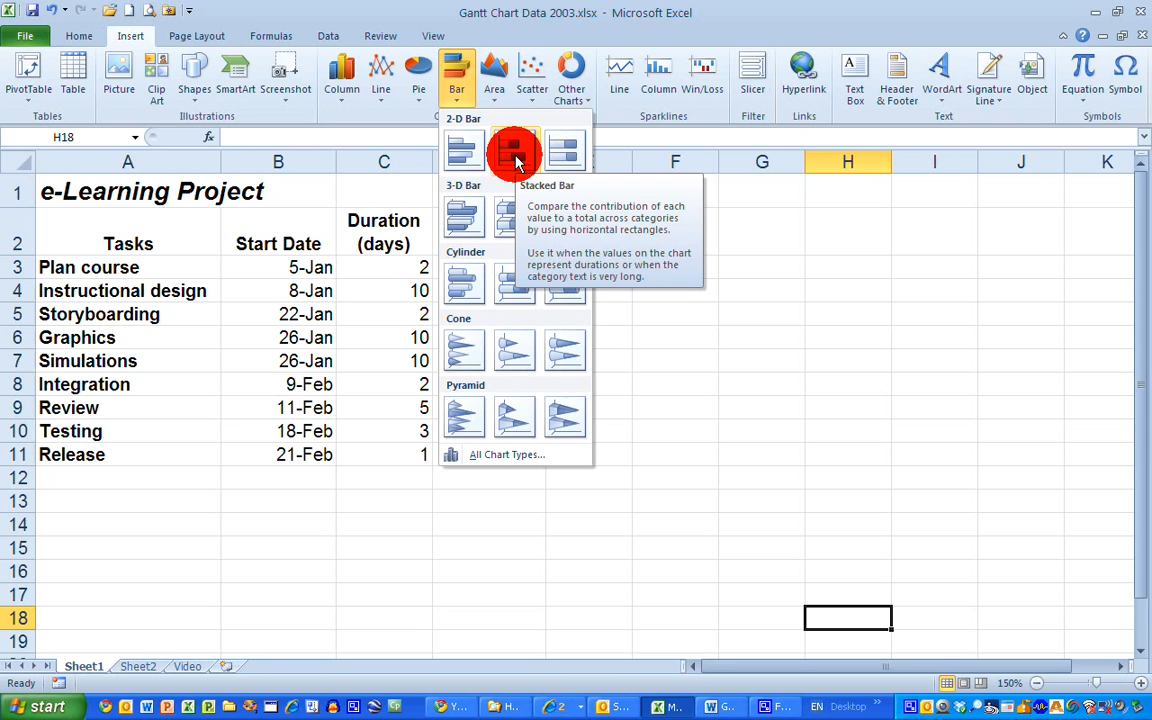 Gantt Chart Data 2003.xlsx - Microsoft Excel
File Home Insert Page Layout Formulas Data Review View
PivotTable Table Picture Clip Art Shapes SmartArt Screenshot Column Line Pie Bar Area Scatter Other Charts Line Column Win/Loss Slicer Hyperlink Text Box Header & Footer WordArt Signature Line Object Equation Symbol
Tables Illustrations Sparklines Filter Links Text Symbols
H18 fx
2-D Bar
Stacked Bar
Compare the contribution of each
value to a total across categories
by using horizontal rectangles.
Use it when the values on the chart
represent durations or when the
category text is very long.
3-D Bar
Cylinder
Cone
Pyramid
All Chart Types...
A B C F G H I J K
1 e-Learning Project
2 Tasks Start Date Duration (days)
3 Plan course 5-Jan 2
4 Instructional design 8-Jan 10
5 Storyboarding 22-Jan 2
6 Graphics 26-Jan 10
7 Simulations 26-Jan 10
8 Integration 9-Feb 2
9 Review 11-Feb 5
10 Testing 18-Feb 3
11 Release 21-Feb 1
12
13
14
15
16
17
18
19
Sheet1 Sheet2 Video
Ready 150%
start Y... H... 2 S... M... G... F... EN Desktop »